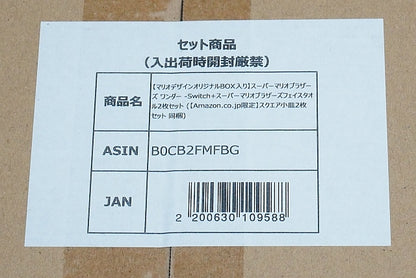 セット商品
（入出荷時開封厳禁）
商品名
【マリオデザインオリジナルBOX入り】スーパーマリオブラザー
ズ ワンダー -Switch+スーパーマリオブラザーズフェイスタオ
ル2枚セット （【Amazon.co.jp限定】スクエア小皿2枚
セット 同梱）
ASIN
B0CB2FMFBG
JAN
2 200630 109588